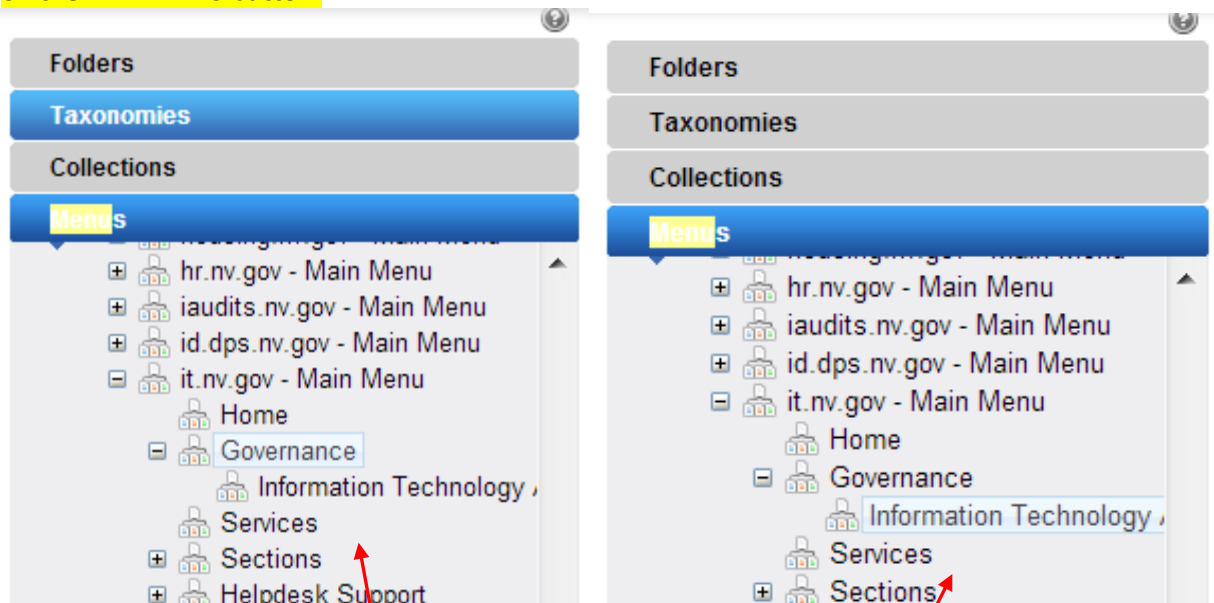 Folders
Taxonomies
Collections
Menus
hr.nv.gov - Main Menu
iaudits.nv.gov - Main Menu
id.dps.nv.gov - Main Menu
it.nv.gov - Main Menu
Home
Governance
Information Technology
Services
Sections
Helpdesk Support
Folders
Taxonomies
Collections
Menus
hr.nv.gov - Main Menu
iaudits.nv.gov - Main Menu
id.dps.nv.gov - Main Menu
it.nv.gov - Main Menu
Home
Governance
Information Technology
Services
Sections